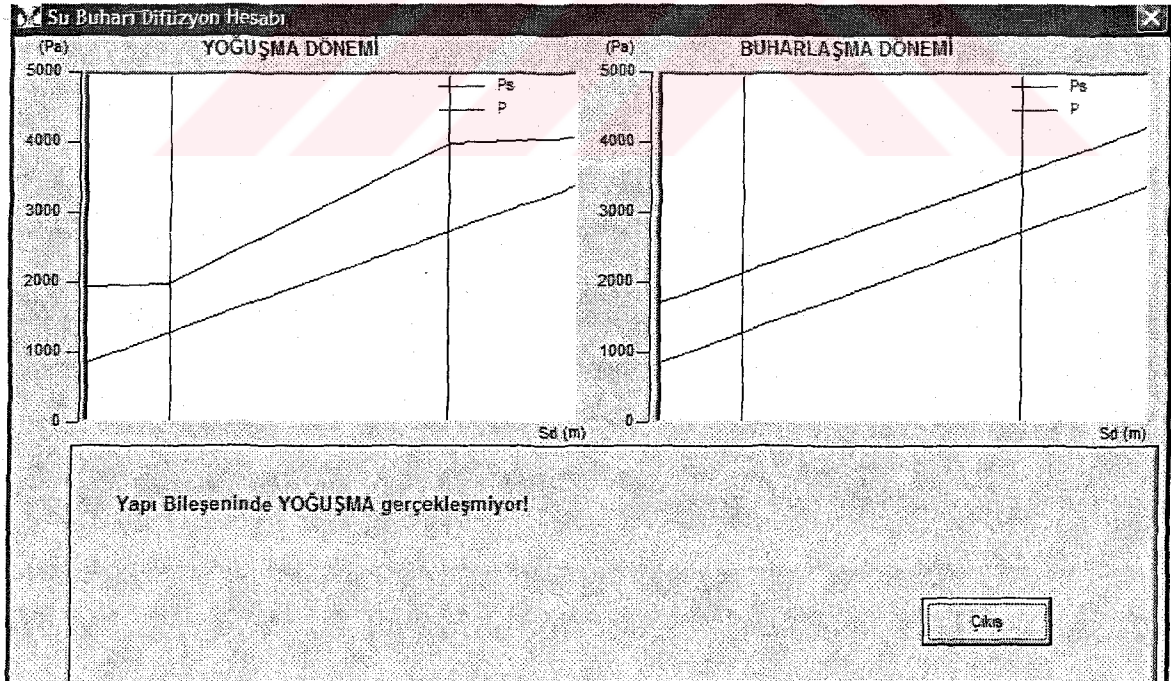 Su Buharı Difüzyon Hesabı
(Pa)
YOĞUŞMA DÖNEMİ
5000
4000
3000
2000
1000
0
Ps
P
Sd (m)
(Pa)
BUHARLAŞMA DÖNEMİ
5000
4000
3000
2000
1000
0
Ps
P
Sd (m)
Yapı Bileşeninde YOĞUŞMA gerçekleşmiyor!
Çıkış